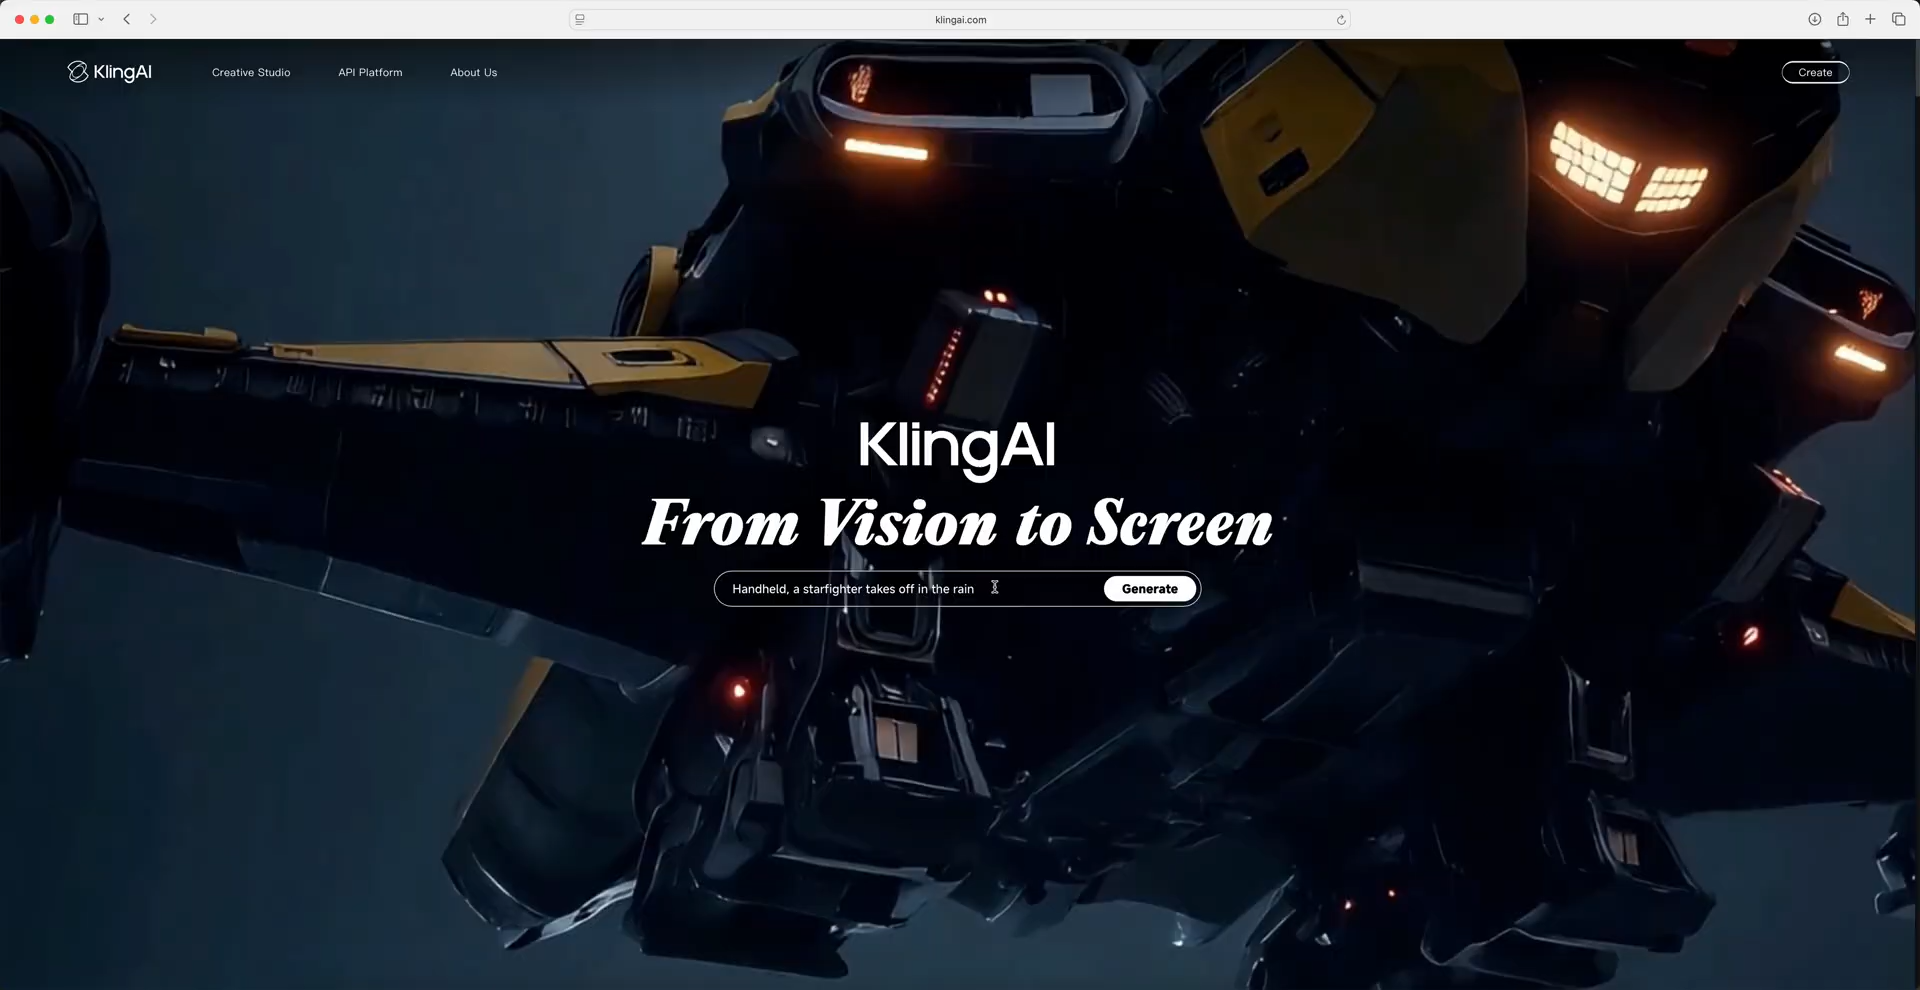 klingai.com
KlingAI
Creative Studio
API Platform
About Us
Create
KlingAI
From Vision to Screen
Handheld, a starfighter takes off in the rain
Generate